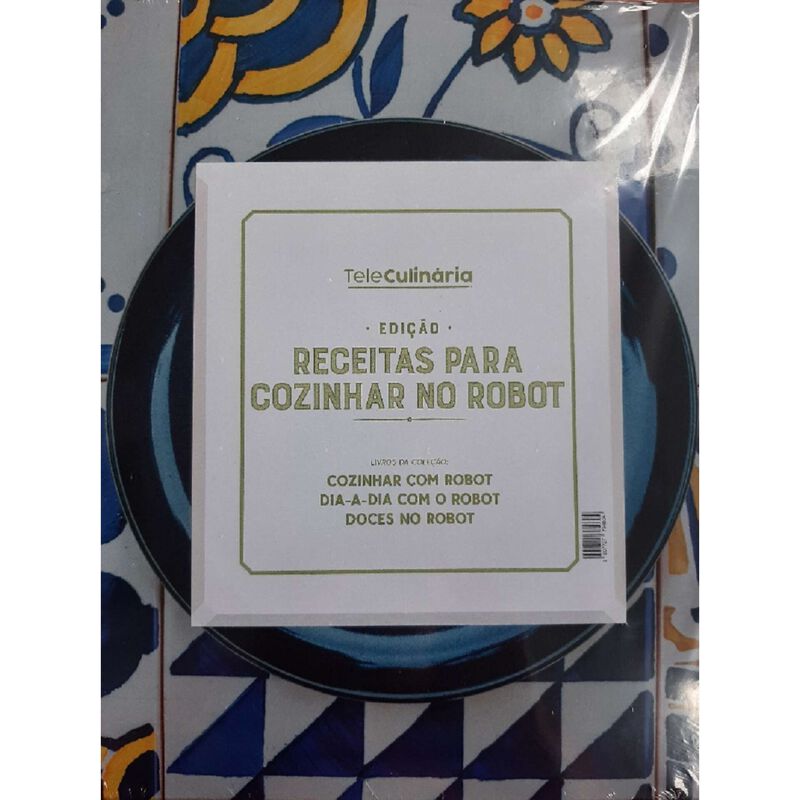 TeleCulinária
· EDIÇÃO ·
RECEITAS PARA
COZINHAR NO ROBOT
LIVROS DA COLEÇÃO:
COZINHAR COM ROBOT
DIA-A-DIA COM O ROBOT
DOCES NO ROBOT